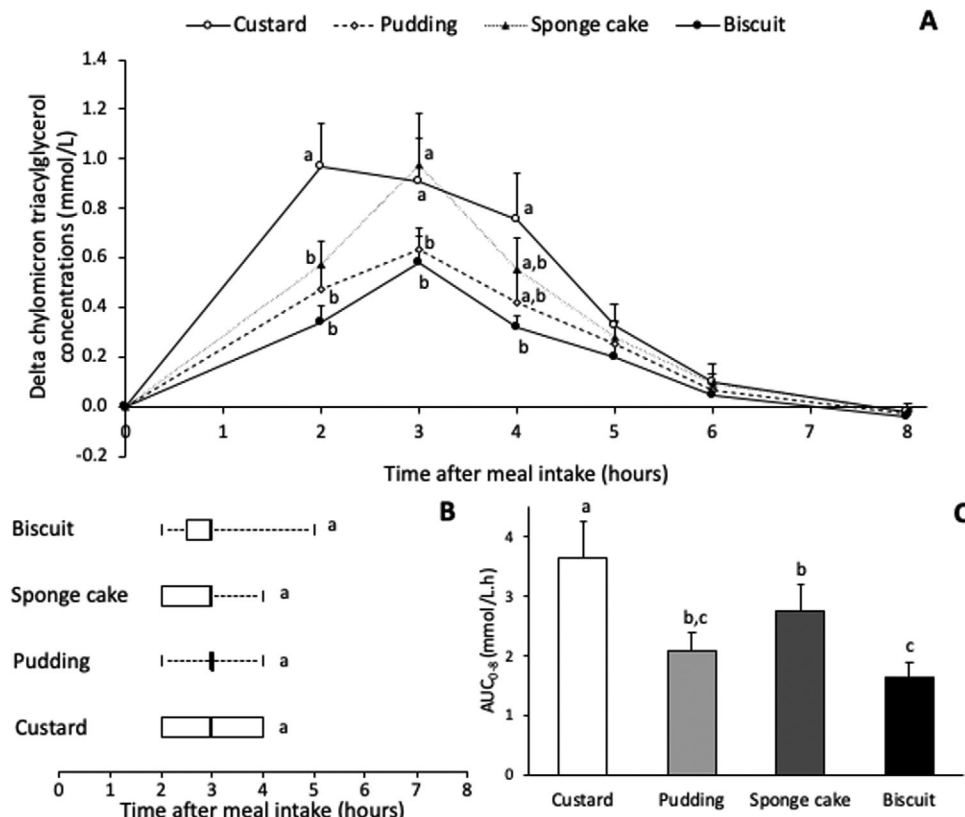 Custard Pudding Sponge cake Biscuit
A
Delta chylomicron triacylglycerol
concentrations (mmol/L)
1.4
1.2
1.0
0.8
0.6
0.4
0.2
0.0
-0.2
a
a
a
a
b
b
b
b
b
b
a,b
a,b
b
0 1 2 3 4 5 6 7 8
Time after meal intake (hours)
B
Biscuit a
Sponge cake a
Pudding a
Custard a
0 1 2 3 4 5 6 7 8
Time after meal intake (hours)
C
AUC0-8 (mmol/L.h)
4
3
2
1
0
a
b,c
b
c
Custard Pudding Sponge cake Biscuit